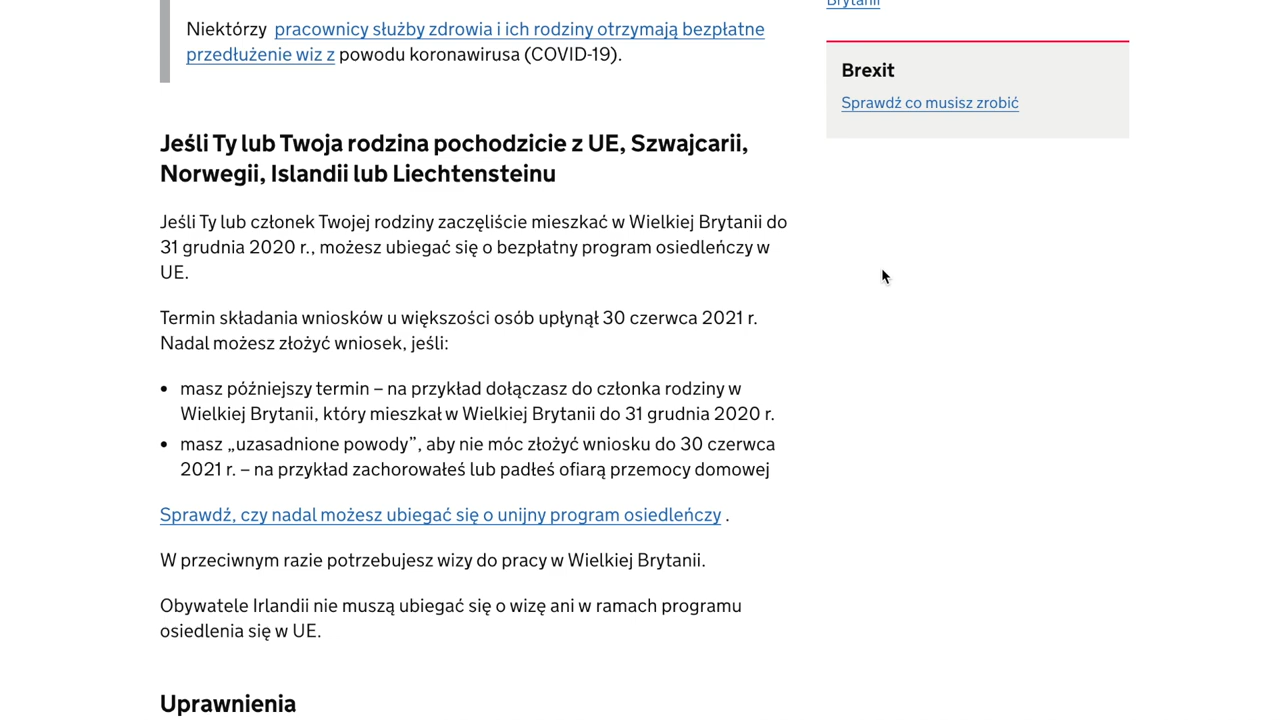 Niektórzy pracownicy służby zdrowia i ich rodziny otrzymają bezpłatne
przedłużenie wiz z powodu koronawirusa (COVID-19).
Jeśli Ty lub Twoja rodzina pochodzicie z UE, Szwajcarii,
Norwegii, Islandii lub Liechtensteinu
Jeśli Ty lub członek Twojej rodziny zaczęliście mieszkać w Wielkiej Brytanii do
31 grudnia 2020 r., możesz ubiegać się o bezpłatny program osiedleńczy w
UE.
Termin składania wniosków u większości osób upłynął 30 czerwca 2021 r.
Nadal możesz złożyć wniosek, jeśli:
• masz późniejszy termin – na przykład dołączasz do członka rodziny w
Wielkiej Brytanii, który mieszkał w Wielkiej Brytanii do 31 grudnia 2020 r.
• masz „uzasadnione powody”, aby nie móc złożyć wniosku do 30 czerwca
2021 r. – na przykład zachorowałeś lub padłeś ofiarą przemocy domowej
Sprawdź, czy nadal możesz ubiegać się o unijny program osiedleńczy .
W przeciwnym razie potrzebujesz wizy do pracy w Wielkiej Brytanii.
Obywatele Irlandii nie muszą ubiegać się o wizę ani w ramach programu
osiedlenia się w UE.
Uprawnienia
Brytanii
Brexit
Sprawdź co musisz zrobić